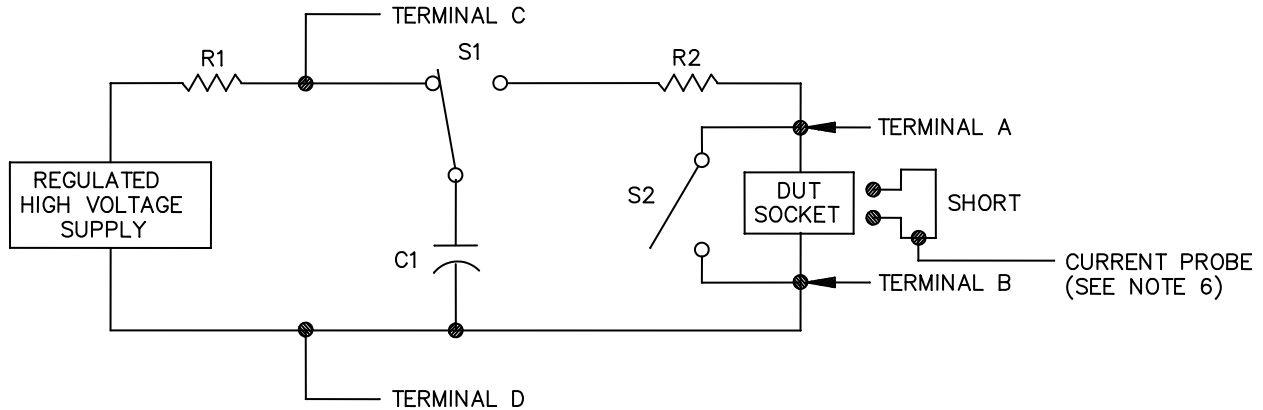 TERMINAL C
S1
R1
R2
TERMINAL A
REGULATED
HIGH VOLTAGE
SUPPLY
S2
DUT
SOCKET
SHORT
C1
CURRENT PROBE
(SEE NOTE 6)
TERMINAL B
TERMINAL D